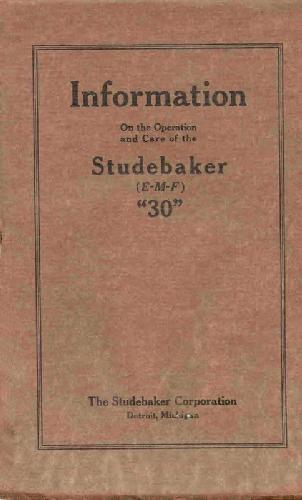 Information
On the Operation
and Care of the
Studebaker
(E-M-F)
"30"
The Studebaker Corporation
Detroit, Michigan